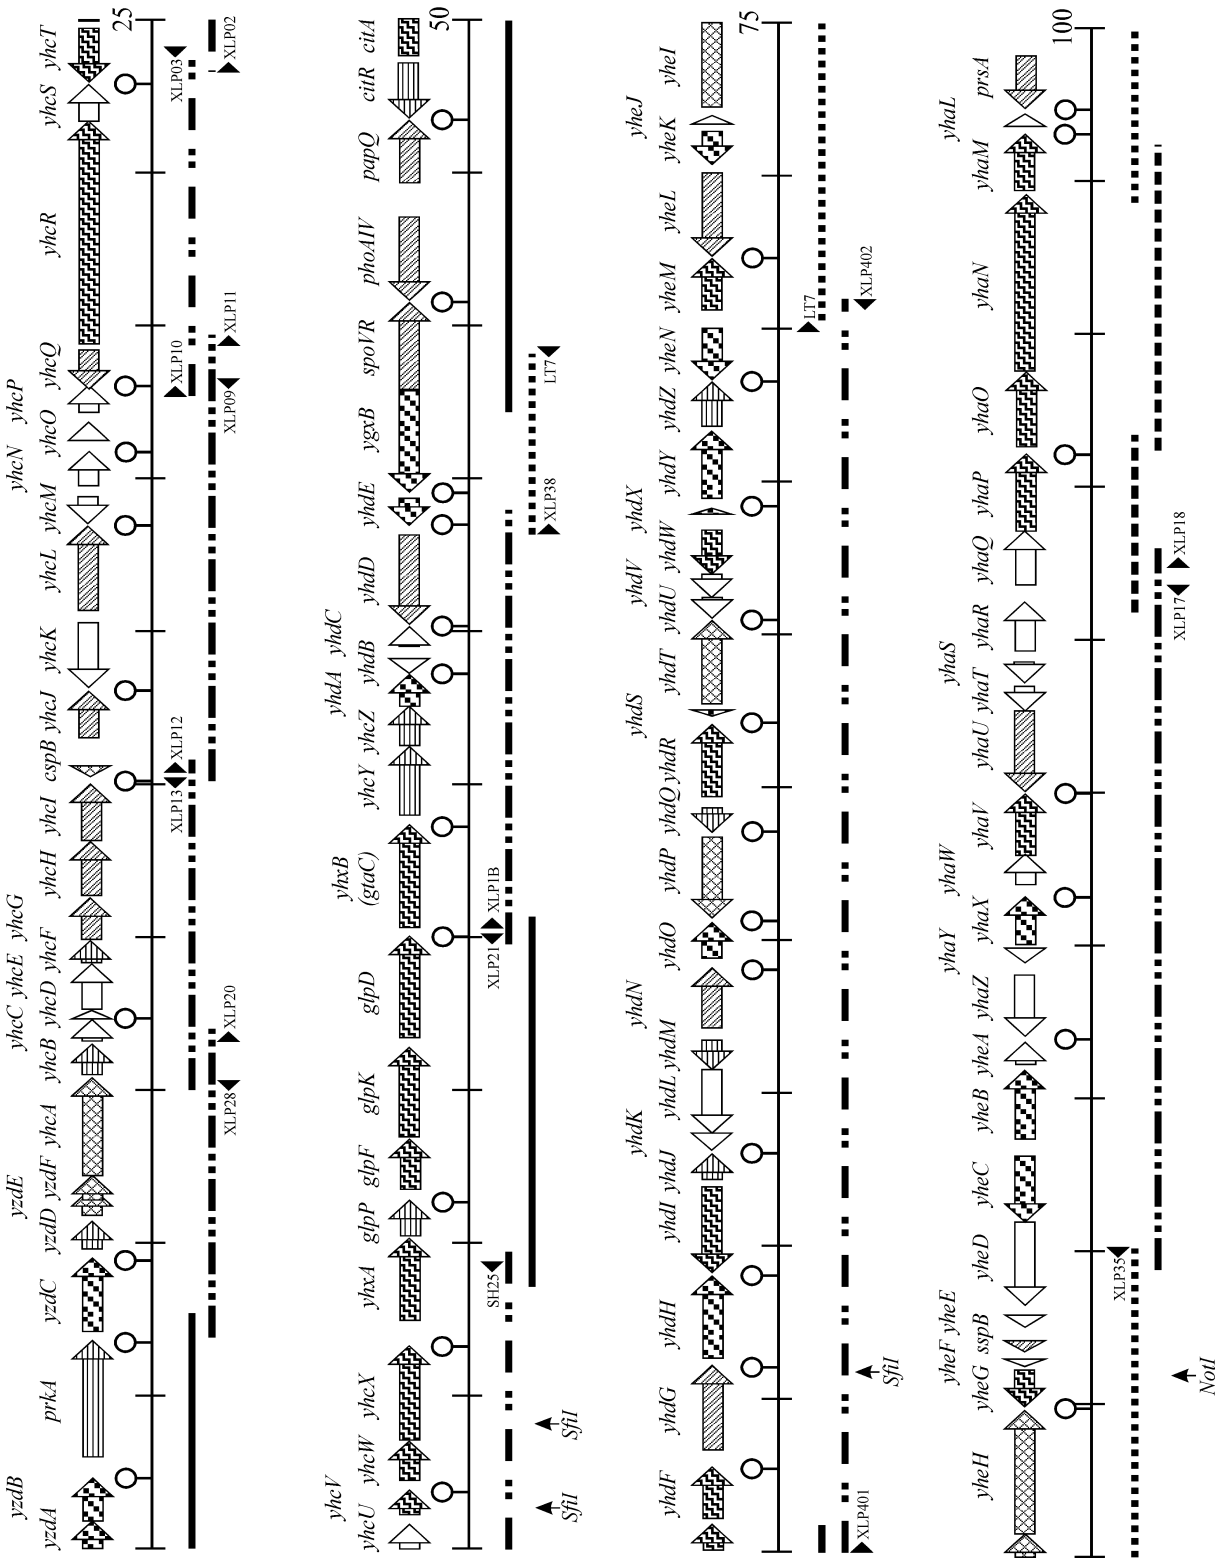 yzdB
yzdA prkA yzdC yzdD yzdF yhcA yhcB yhcD yhcF yhcH yhcI cspB yhcJ yhcK yhcL yhcM yhcO yhcQ yhcR yhcS yhcT
yzdE yhcC yhcE yhcG yhcN yhcP
25
XLP13 XLP12 XLP10 XLP03
XLP28 XLP20 XLP09 XLP11 XLP02
yhcV yhxB yhdA yhdC
yhcU yhcW yhcX yhxA glpP glpF glpK glpD (gtaC) yhcY yhcZ yhdB yhdD yhdE ygxB spoVR phoAIV papQ citR citA
50
SH25 XLP21 XLP1B
XLP38 LT7
SfiI SfiI
yhdK yhdS yhdV yhdX yheJ
yhdF yhdG yhdH yhdI yhdJ yhdL yhdM yhdN yhdO yhdP yhdQ yhdR yhdT yhdU yhdW yhdY yhdZ yheN yheM yheL yheK yheI
75
LT7
XLP401 XLP402
SfiI
yheF yheE yhaY yhaW yhaS yhaL
yheH yheG sspB yheD yheC yheB yheA yhaZ yhaX yhaV yhaU yhaT yhaR yhaQ yhaP yhaO yhaN yhaM prsA
100
XLP35
XLP17 XLP18
NotI